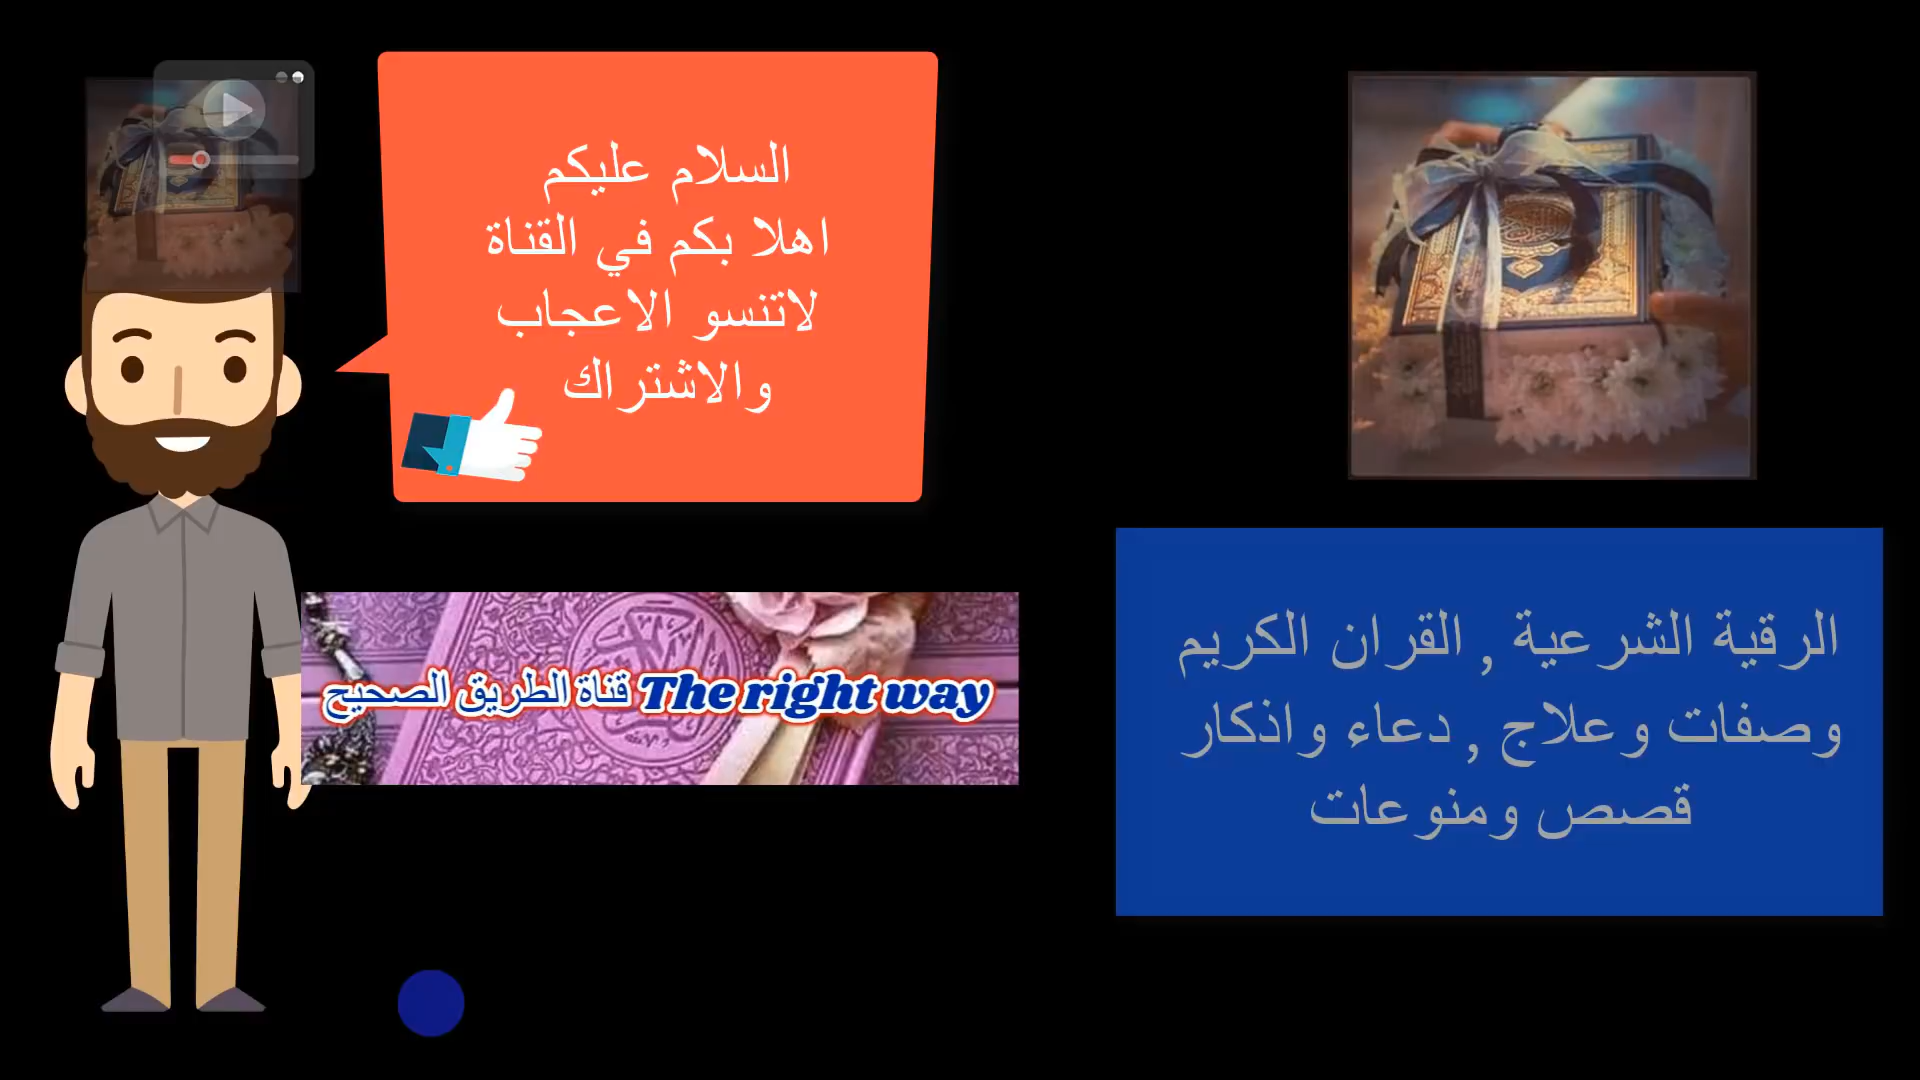 السلام عليكم
اهلا بكم في القناة
لاتنسو الاعجاب
والاشتراك
قناة الطريق الصحيح The right way
الرقية الشرعية , القران الكريم
وصفات وعلاج , دعاء واذكار
قصص ومنوعات